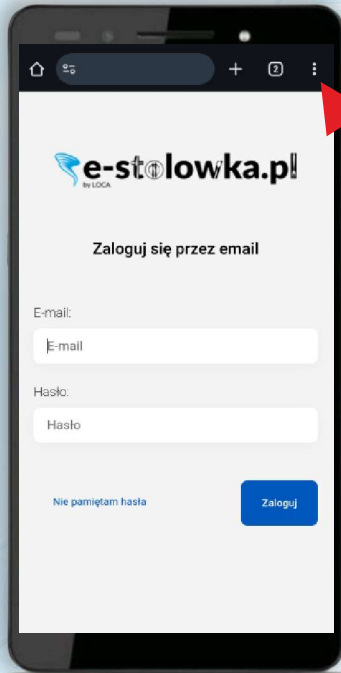 2
e-stolowka.pl
by LOCA
Zaloguj się przez email
E-mail:
E-mail
Hasło:
Hasło
Nie pamiętam hasła
Zaloguj